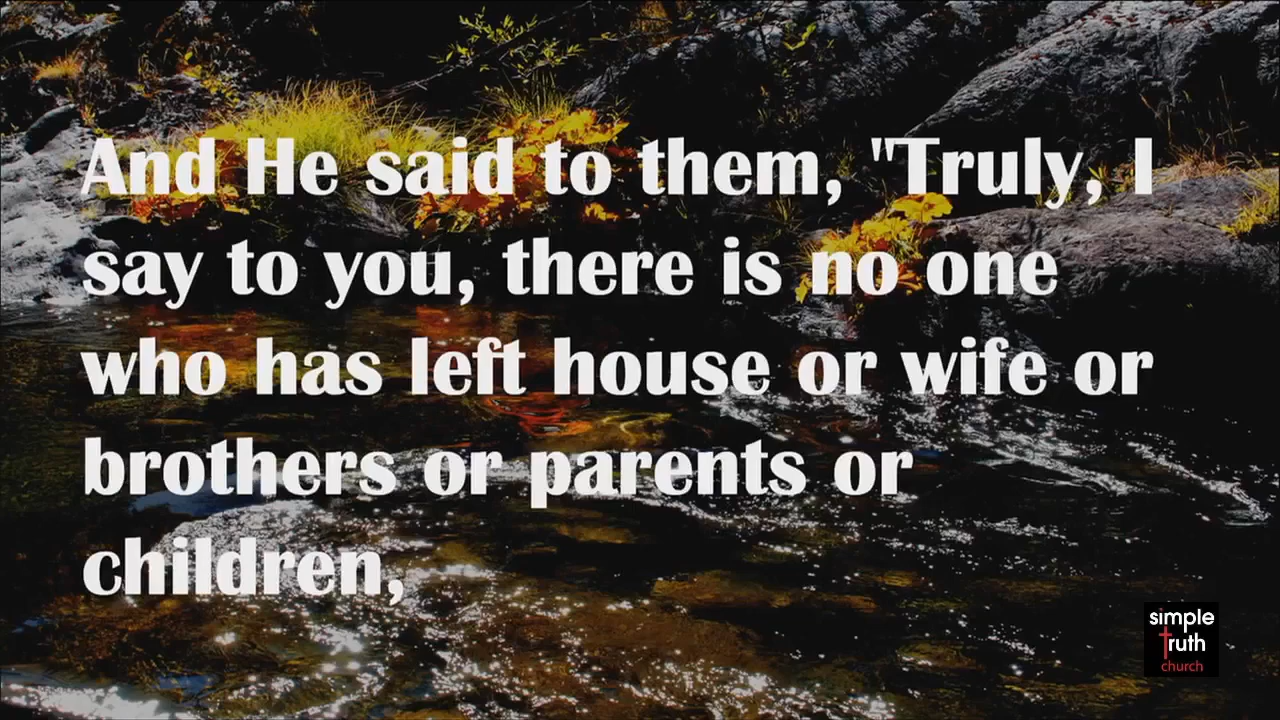 And He said to them, "Truly, I
say to you, there is no one
who has left house or wife or
brothers or parents or
children,
simple
truth
church